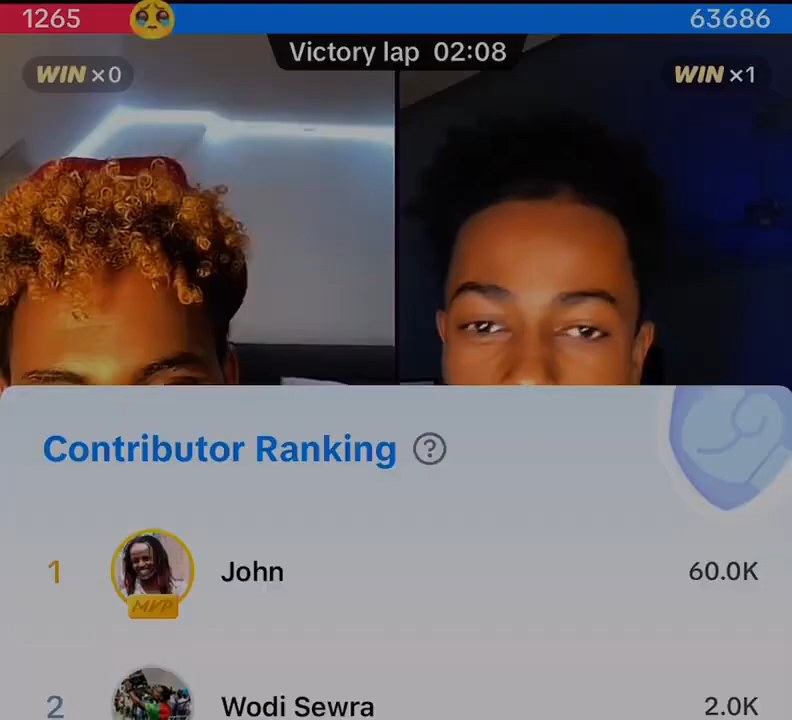 1265
63686
Victory lap 02:08
WIN ×0
WIN ×1
Contributor Ranking ?
1
John
60.0K
MVP
2
Wodi Sewra
2.0K